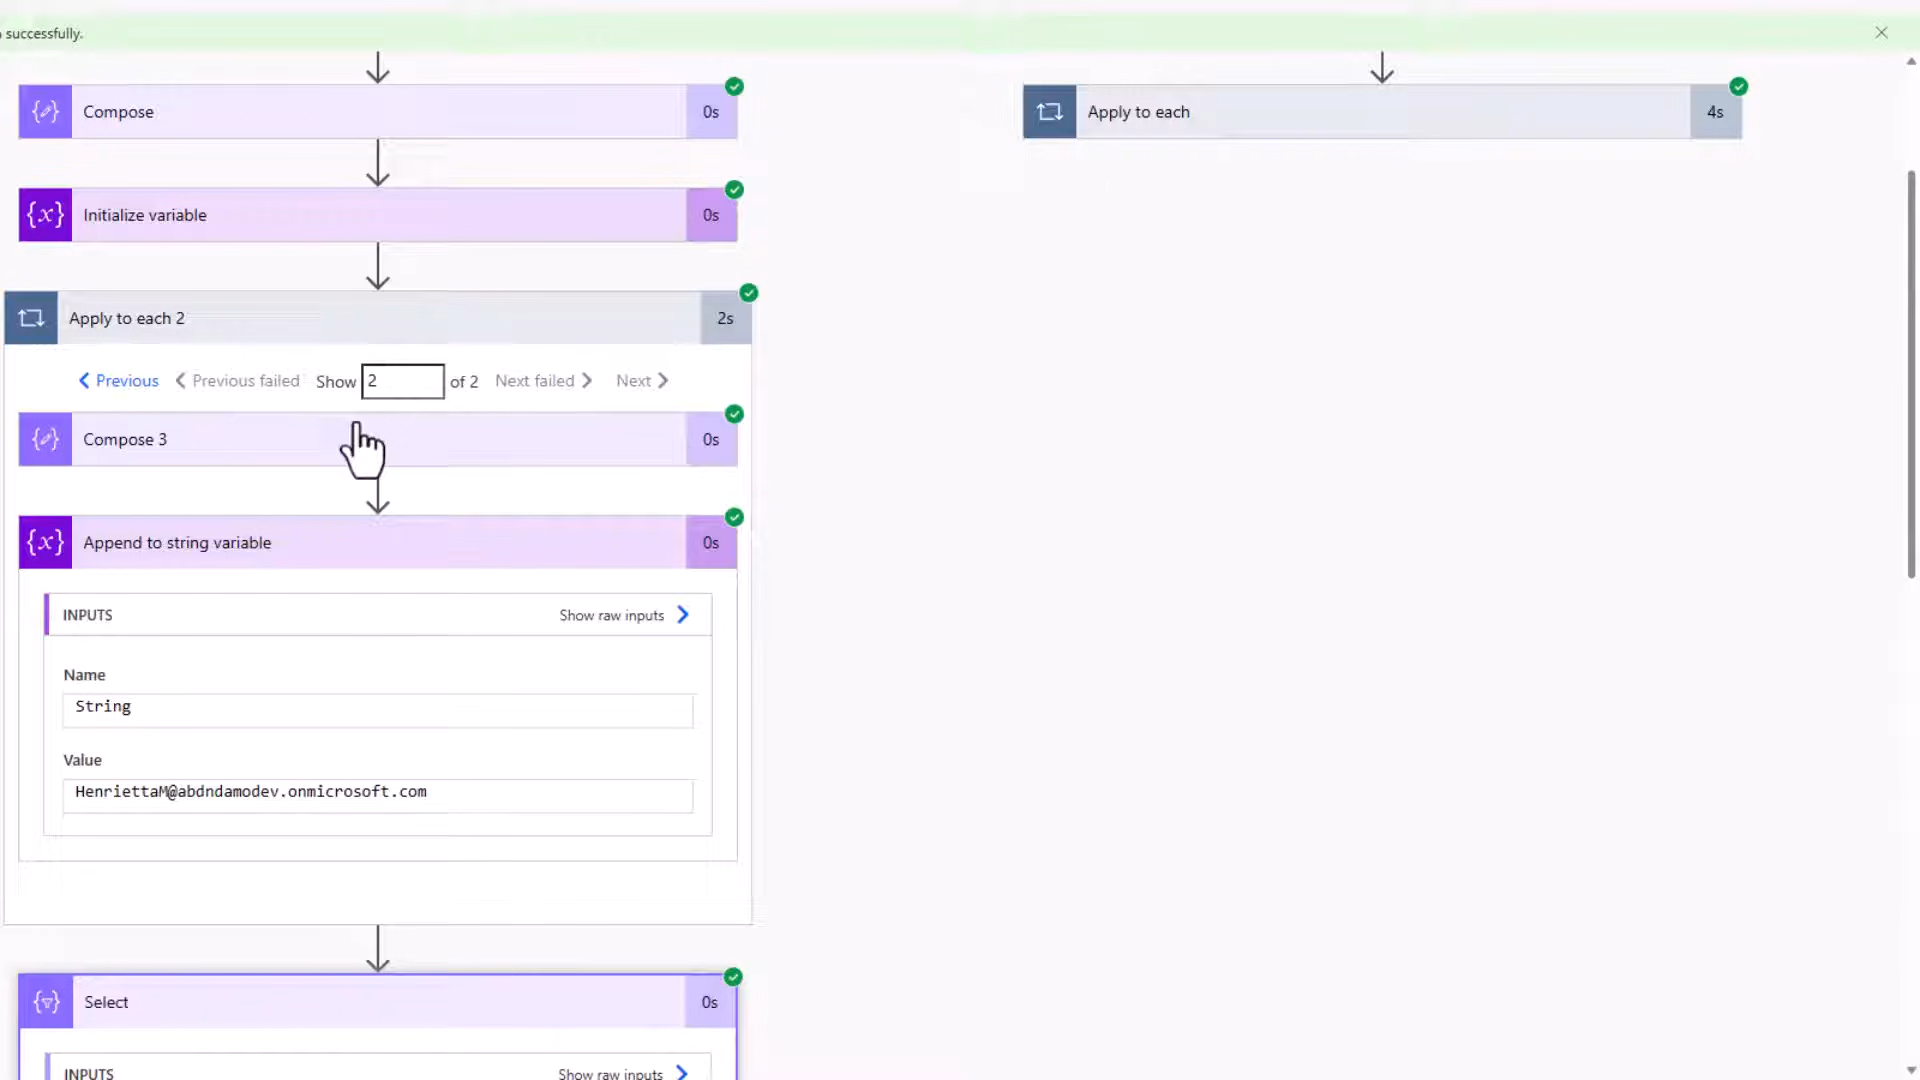 successfully.
Compose 0s
Apply to each 4s
{x} Initialize variable 0s
Apply to each 2 2s
Previous Previous failed Show 2 of 2 Next failed Next
Compose 3 0s
{x} Append to string variable 0s
INPUTS Show raw inputs
Name
String
Value
HenriettaM@abdndamodev.onmicrosoft.com
Select 0s
INPUTS Show raw inputs